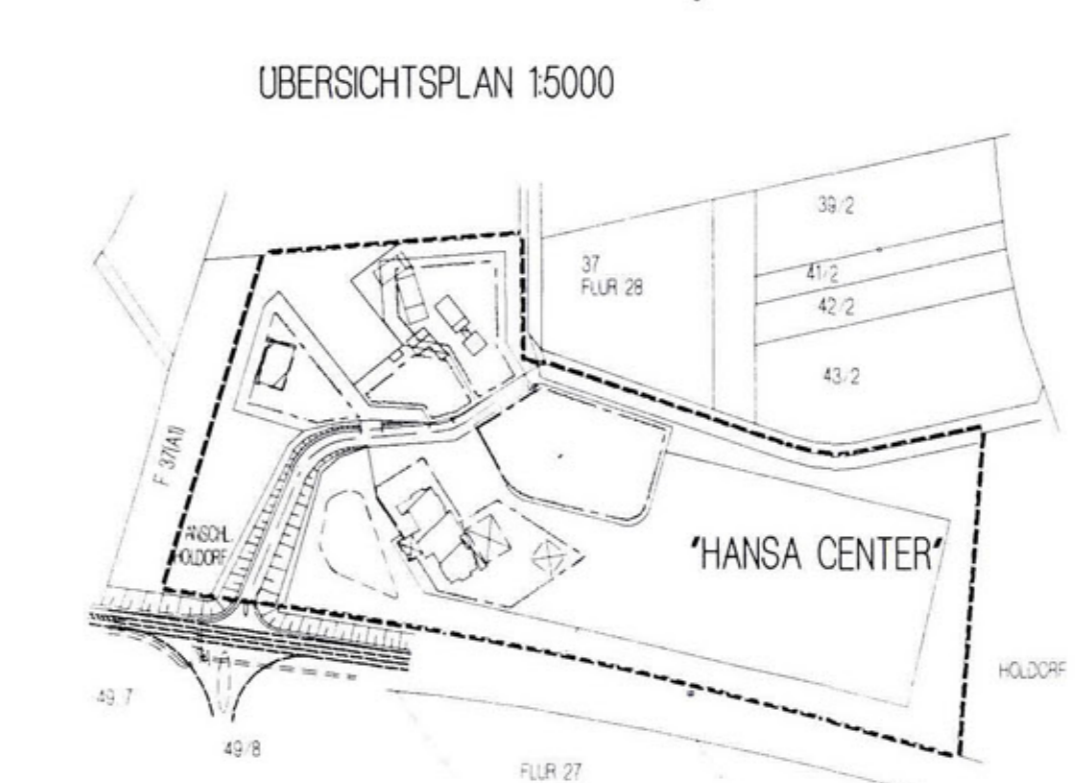 ÜBERSICHTSPLAN 1:5000
39/2
37
FLUR 28
41/2
42/2
43/2
F 37(A1)
ANSCHL.
HOLDORF
"HANSA CENTER"
HOLDORF
49/7
49/8
FLUR 27